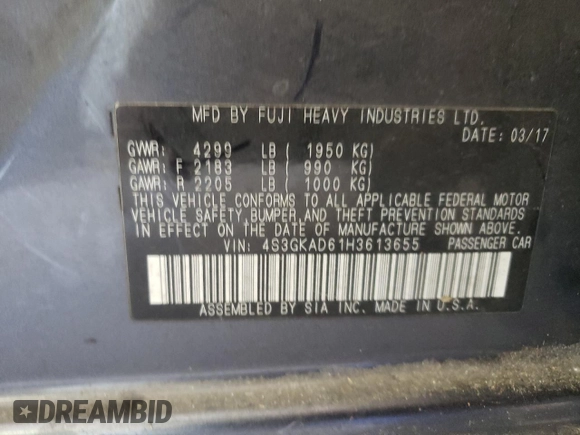 MFD BY FUJI HEAVY INDUSTRIES LTD.
DATE: 03/17
GVWR: 4299 LB ( 1950 KG)
GAWR: F 2183 LB ( 990 KG)
GAWR: R 2205 LB ( 1000 KG)
THIS VEHICLE CONFORMS TO ALL APPLICABLE FEDERAL MOTOR
VEHICLE SAFETY,BUMPER,AND THEFT PREVENTION STANDARDS
IN EFFECT ON THE DATE OF MANUFACTURE SHOWN ABOVE.
VIN: 4S3GKAD61H3613655 PASSENGER CAR
ASSEMBLED BY SIA INC. MADE IN U.S.A.
DREAMBID